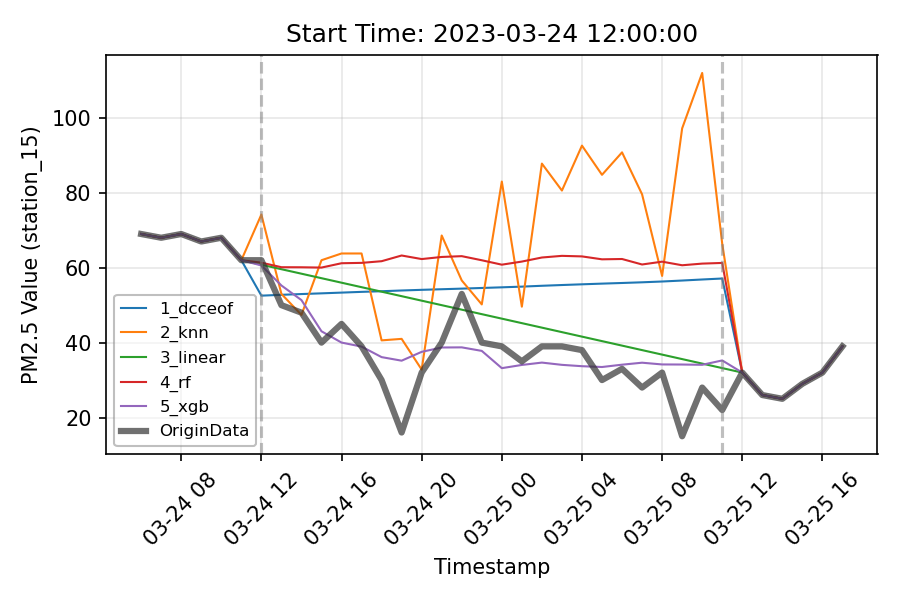 Start Time: 2023-03-24 12:00:00
PM2.5 Value (station_15)
100
80
60
40
20
1_dcceof
2_knn
3_linear
4_rf
5_xgb
OriginData
03-24 08
03-24 12
03-24 16
03-24 20
03-25 00
03-25 04
03-25 08
03-25 12
03-25 16
Timestamp